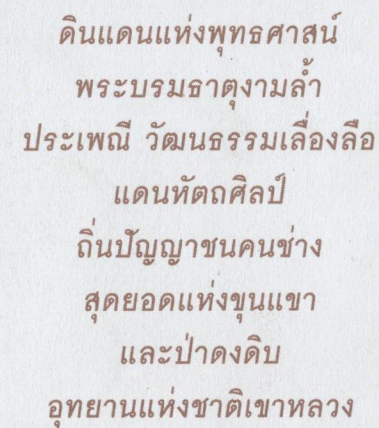 ดินแดนแห่งพุทธศาสน์
พระบรมธาตุงามล้ำ
ประเพณี วัฒนธรรมเลื่องลือ
แดนหัตถศิลป์
ถิ่นปัญญาชนคนช่าง
สุดยอดแห่งขุนเขา
และป่าดงดิบ
อุทยานแห่งชาติเขาหลวง